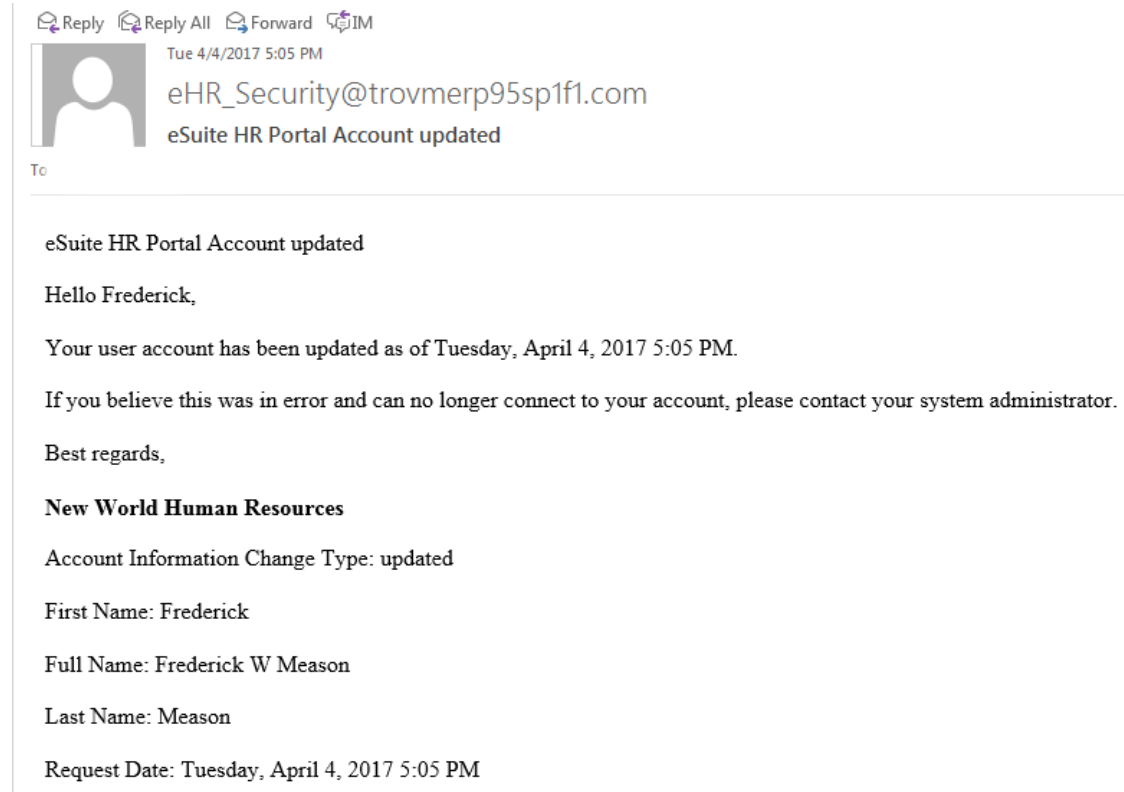 Reply Reply All Forward IM
Tue 4/4/2017 5:05 PM
eHR_Security@trovmerp95sp1f1.com
eSuite HR Portal Account updated
To
eSuite HR Portal Account updated
Hello Frederick,
Your user account has been updated as of Tuesday, April 4, 2017 5:05 PM.
If you believe this was in error and can no longer connect to your account, please contact your system administrator.
Best regards,
New World Human Resources
Account Information Change Type: updated
First Name: Frederick
Full Name: Frederick W Meason
Last Name: Meason
Request Date: Tuesday, April 4, 2017 5:05 PM